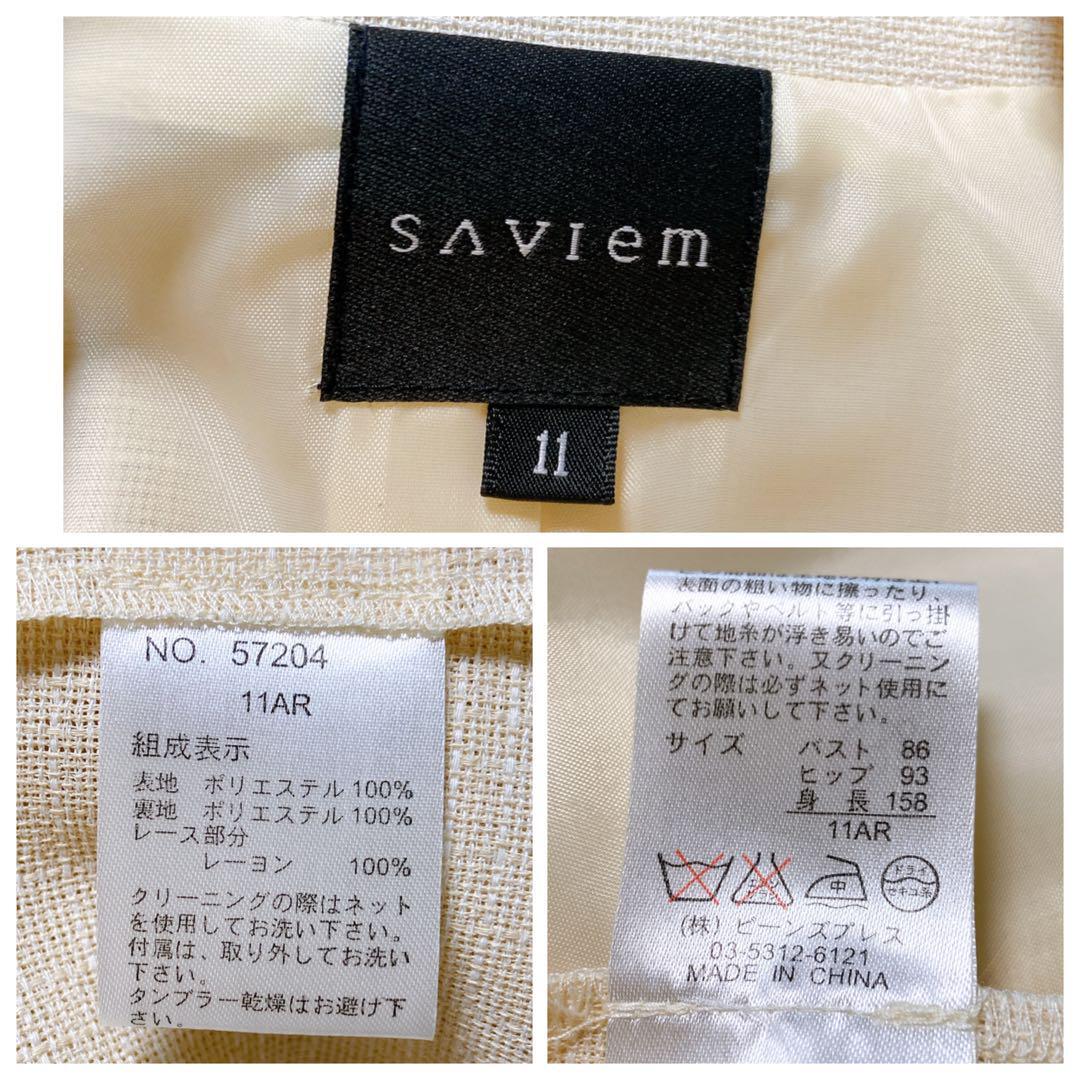 SAVIEM
11
NO. 57204
11AR
組成表示
表地 ポリエステル 100%
裏地 ポリエステル 100%
レース部分
レーヨン 100%
クリーニングの際はネット
を使用してお洗い下さい。
付属は、取り外してお洗い
下さい。
タンブラー乾燥はお避け下
さい。
表面の粗い物に擦ったり、
バックやベルト等に引っ掛
けて地糸が浮き易いのでご
注意下さい。又クリーニン
グの際は必ずネット使用に
てお願いして下さい。
サイズ バスト 86
ヒップ 93
身長 158
11AR
エンソ 中 ドライ
セキユ系
(株) ビーンズプレス
03-5312-6121
MADE IN CHINA